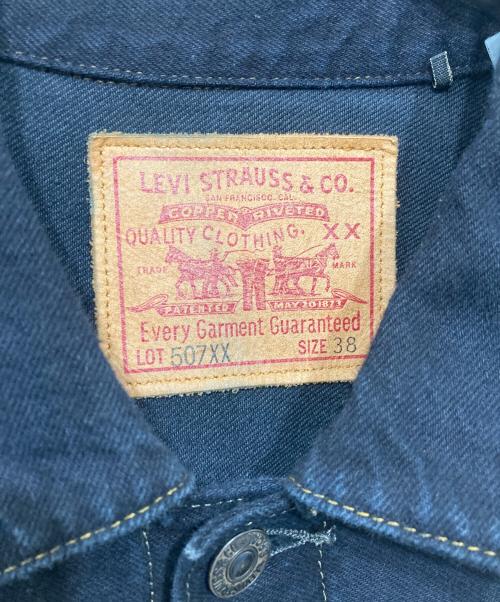 LEVI STRAUSS & CO.
SAN FRANCISCO, CAL.
COPPER RIVETED
QUALITY CLOTHING. XX
TRADE MARK
PATENTED MAY 20 1873
Every Garment Guaranteed
LOT 507XX SIZE 38